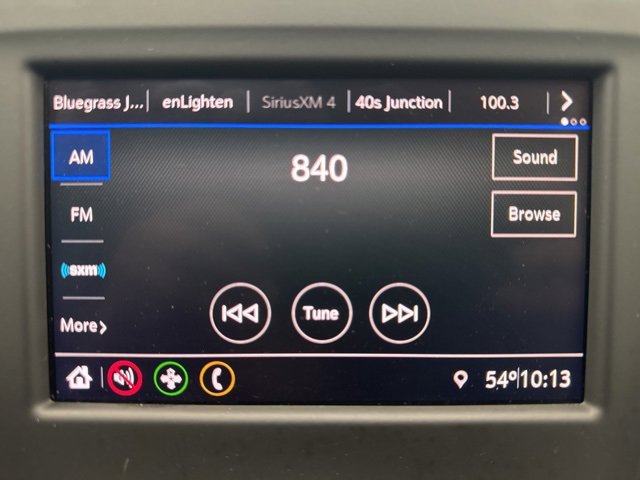 Bluegrass J... enLighten SiriusXM 4 40s Junction 100.3
AM
840
Sound
FM
Browse
sxm
Tune
More
54° 10:13